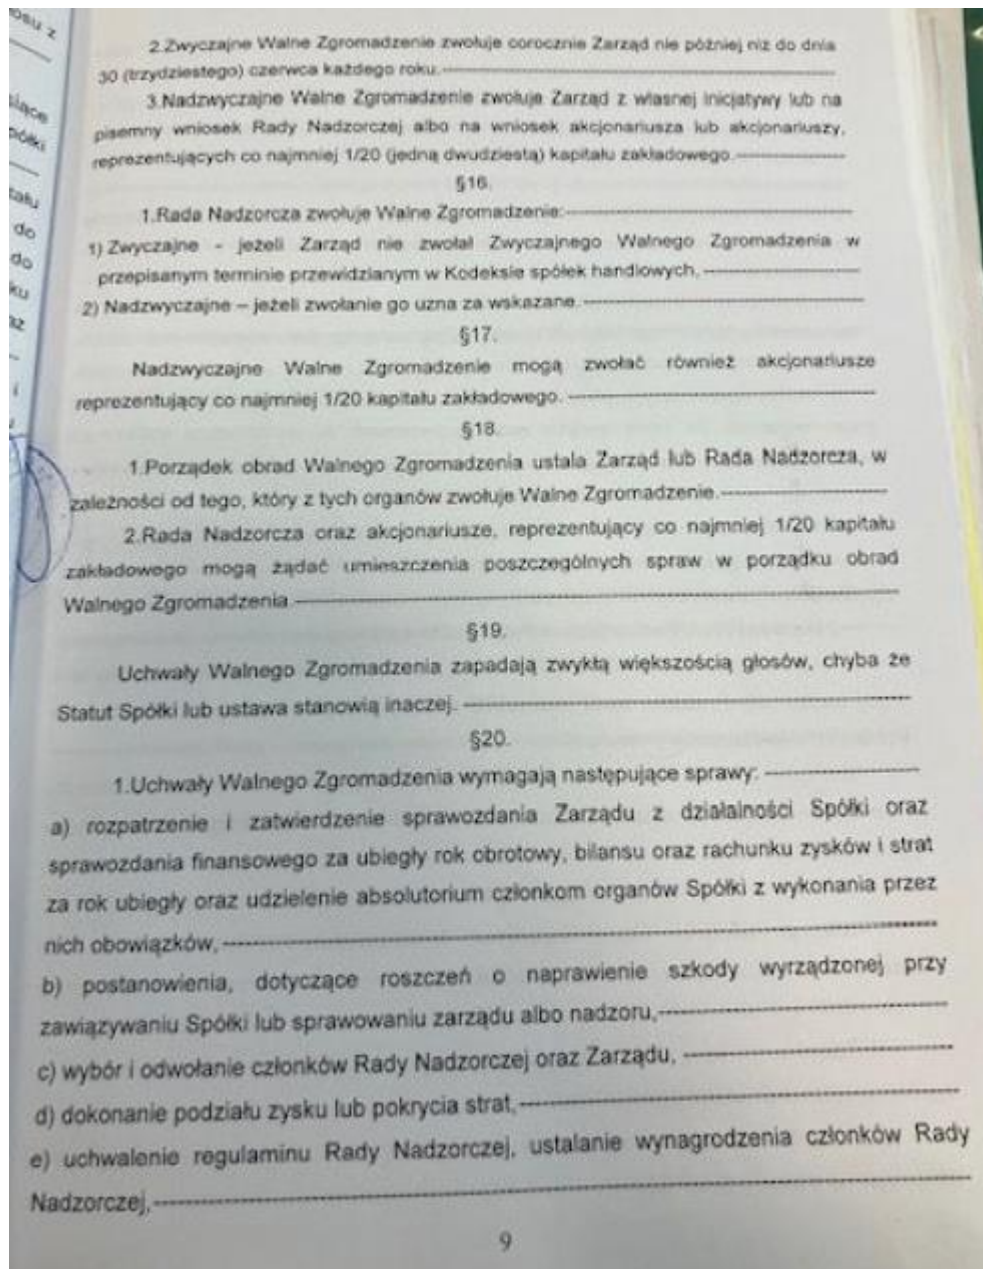 osu z
siące
półki
do
do
ku
az
i
2.Zwyczajne Walne Zgromadzenie zwołuje corocznie Zarząd nie później niż do dnia
30 (trzydziestego) czerwca każdego roku.
3.Nadzwyczajne Walne Zgromadzenie zwołuje Zarząd z własnej inicjatywy lub na
pisemny wniosek Rady Nadzorczej albo na wniosek akcjonariusza lub akcjonariuszy,
reprezentujących co najmniej 1/20 (jedną dwudziestą) kapitału zakładowego.
§16.
1.Rada Nadzorcza zwołuje Walne Zgromadzenie:
1) Zwyczajne - jeżeli Zarząd nie zwołał Zwyczajnego Walnego Zgromadzenia w
przepisanym terminie przewidzianym w Kodeksie spółek handlowych,
2) Nadzwyczajne – jeżeli zwołanie go uzna za wskazane.
§17.
Nadzwyczajne Walne Zgromadzenie mogą zwołać również akcjonariusze
reprezentujący co najmniej 1/20 kapitału zakładowego.
§18.
1.Porządek obrad Walnego Zgromadzenia ustala Zarząd lub Rada Nadzorcza, w
zależności od tego, który z tych organów zwołuje Walne Zgromadzenie.
2.Rada Nadzorcza oraz akcjonariusze, reprezentujący co najmniej 1/20 kapitału
zakładowego mogą żądać umieszczenia poszczególnych spraw w porządku obrad
Walnego Zgromadzenia.
§19.
Uchwały Walnego Zgromadzenia zapadają zwykłą większością głosów, chyba że
Statut Spółki lub ustawa stanowią inaczej.
§20.
1.Uchwały Walnego Zgromadzenia wymagają następujące sprawy:
a) rozpatrzenie i zatwierdzenie sprawozdania Zarządu z działalności Spółki oraz
sprawozdania finansowego za ubiegły rok obrotowy, bilansu oraz rachunku zysków i strat
za rok ubiegły oraz udzielenie absolutorium członkom organów Spółki z wykonania przez
nich obowiązków,
b) postanowienia, dotyczące roszczeń o naprawienie szkody wyrządzonej przy
zawiązywaniu Spółki lub sprawowaniu zarządu albo nadzoru,
c) wybór i odwołanie członków Rady Nadzorczej oraz Zarządu,
d) dokonanie podziału zysku lub pokrycia strat,
e) uchwalenie regulaminu Rady Nadzorczej, ustalanie wynagrodzenia członków Rady
Nadzorczej,
9